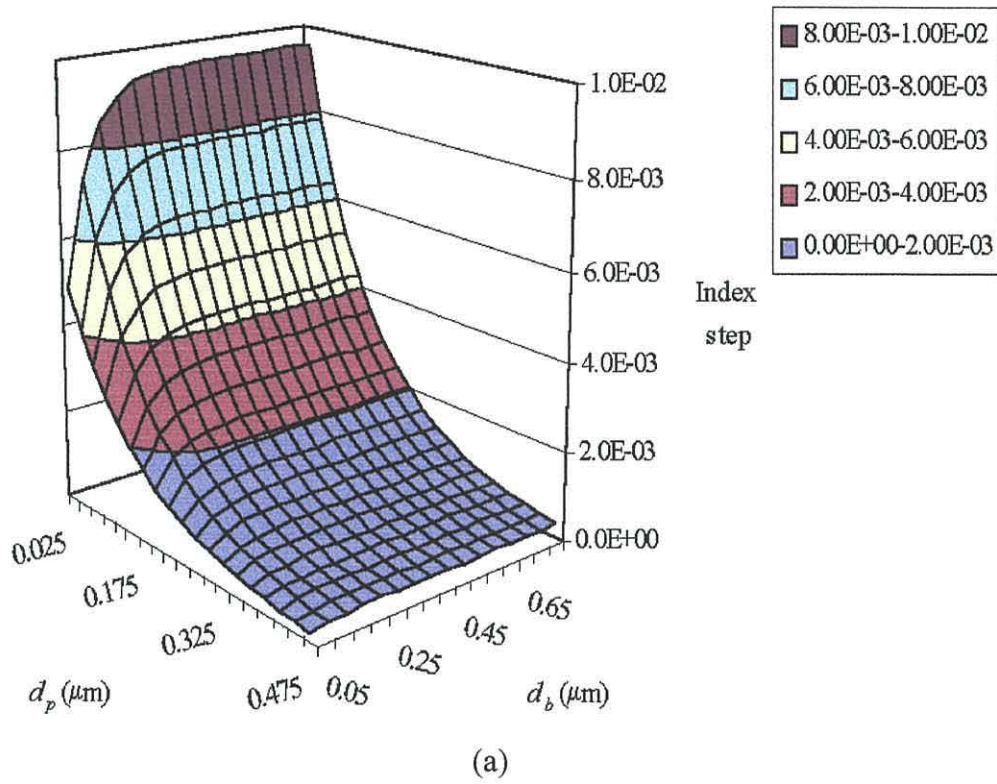 8.00E-03-1.00E-02
6.00E-03-8.00E-03
4.00E-03-6.00E-03
2.00E-03-4.00E-03
0.00E+00-2.00E-03
1.0E-02
8.0E-03
6.0E-03
4.0E-03
2.0E-03
0.0E+00
Index
step
0.025
0.175
0.325
0.475
d_p (μm)
0.05
0.25
0.45
0.65
d_b (μm)
(a)